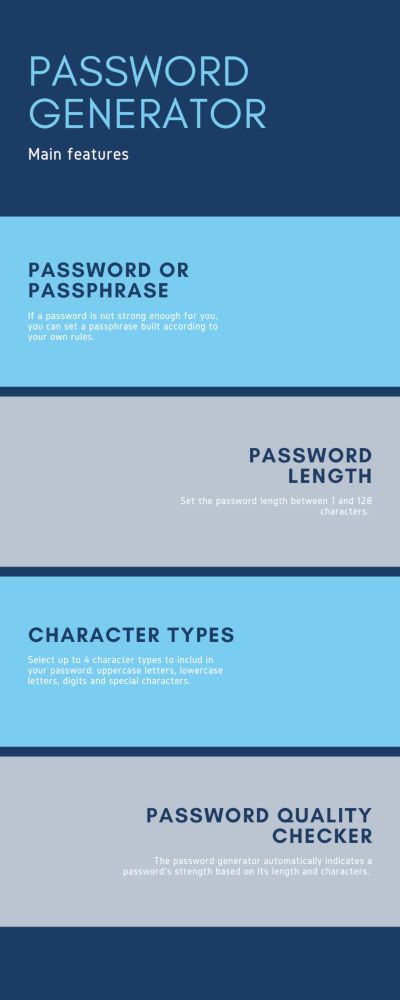 PASSWORD
GENERATOR
Main features
PASSWORD OR
PASSPHRASE
If a password is not strong enough for you,
you can set a passphrase built according to
your own rules.
PASSWORD
LENGTH
Set the password length between 1 and 128
characters.
CHARACTER TYPES
Select up to 4 character types to includ in
your password: uppercase letters, lowercase
letters, digits and special characters.
PASSWORD QUALITY
CHECKER
The password generator automatically indicates a
password's strength based on its length and characters.